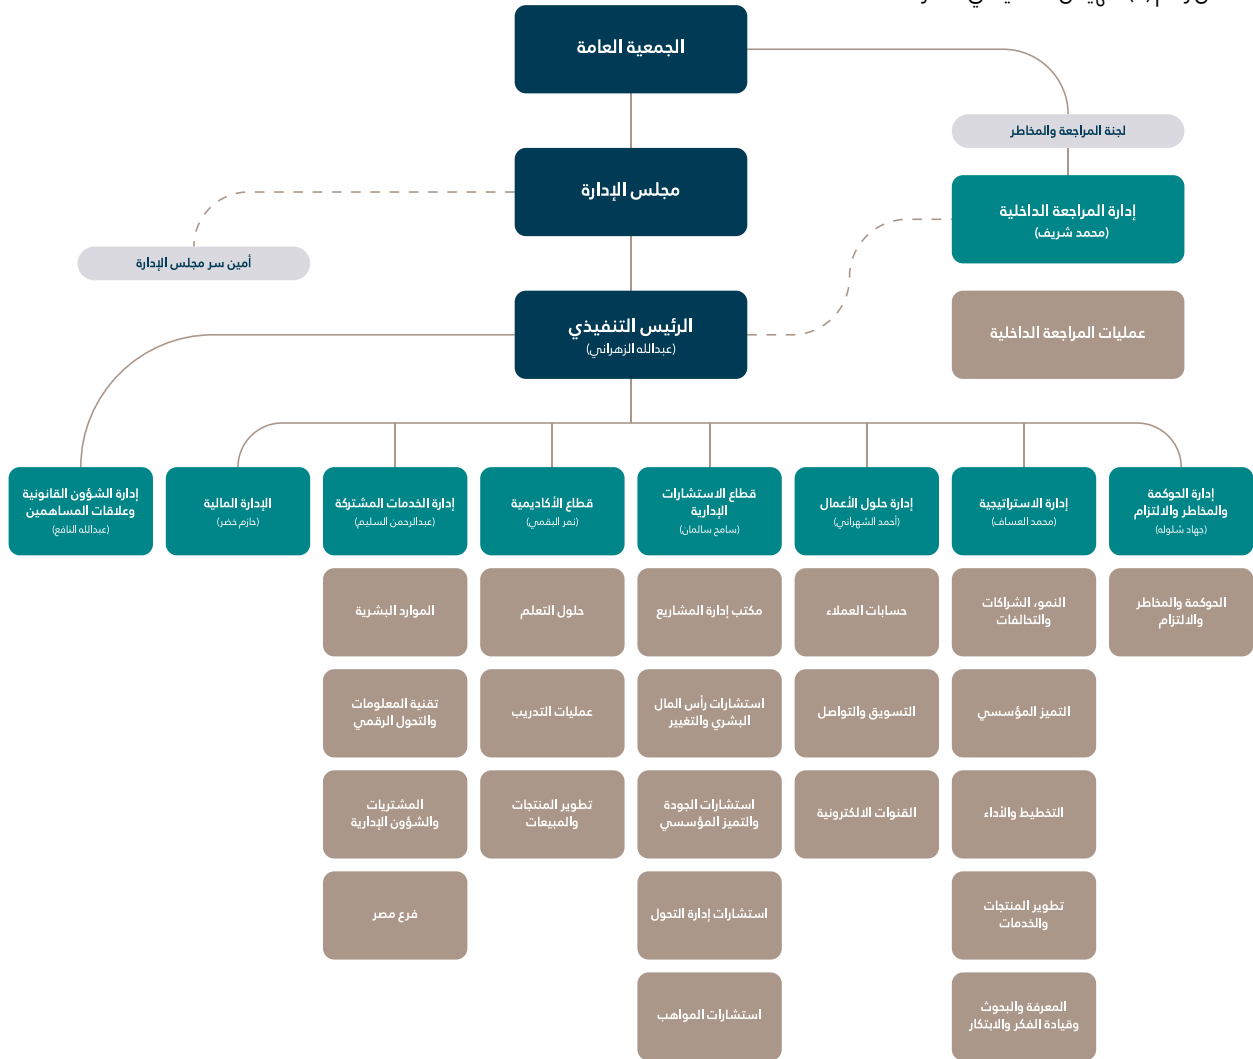 الجمعية العامة
لجنة المراجعة والمخاطر
مجلس الإدارة
إدارة المراجعة الداخلية
(محمد شريف)
أمين سر مجلس الإدارة
الرئيس التنفيذي
(عبدالله الزهراني)
عمليات المراجعة الداخلية
إدارة الحوكمة
والمخاطر والالتزام
(جهاد شلوله)
إدارة الاستراتيجية
(محمد العساف)
إدارة حلول الأعمال
(أحمد الشهراني)
قطاع الاستشارات
الإدارية
(سامح سالمان)
قطاع الأكاديمية
(نمر البقمي)
إدارة الخدمات المشتركة
(عبدالرحمن السليم)
الإدارة المالية
(حازم خضر)
إدارة الشؤون القانونية
وعلاقات المساهمين
(عبدالله النافع)
الحوكمة والمخاطر
والالتزام
النمو، الشراكات
والتحالفات
حسابات العملاء
مكتب إدارة المشاريع
حلول التعلم
الموارد البشرية
التميز المؤسسي
التسويق والتواصل
استشارات رأس المال
البشري والتغيير
عمليات التدريب
تقنية المعلومات
والتحول الرقمي
التخطيط والأداء
القنوات الالكترونية
استشارات الجودة
والتميز المؤسسي
تطوير المنتجات
والمبيعات
المشتريات
والشؤون الإدارية
تطوير المنتجات
والخدمات
استشارات إدارة التحول
فرع مصر
المعرفة والبحوث
وقيادة الفكر والابتكار
استشارات المواهب